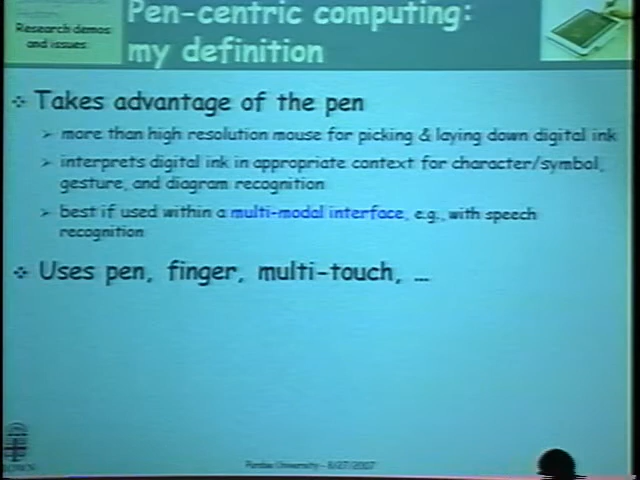 Research demos
and issues
Pen-centric computing:
my definition
Takes advantage of the pen
more than high resolution mouse for picking & laying down digital ink
interprets digital ink in appropriate context for character/symbol,
gesture, and diagram recognition
best if used within a multi-modal interface, e.g., with speech
recognition
Uses pen, finger, multi-touch, ...
BROWN
Purdue University - 8/27/2007